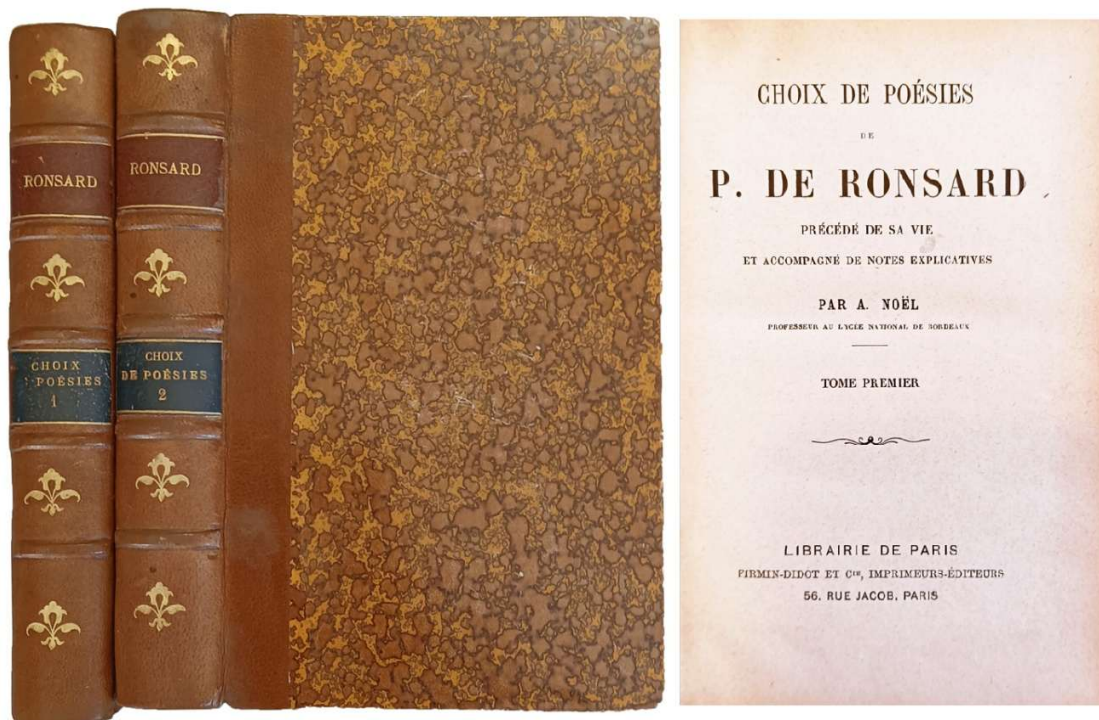 RONSARD
CHOIX
POÉSIES
1
RONSARD
CHOIX
DE POÉSIES
2
CHOIX DE POÉSIES
DE
P. DE RONSARD
PRÉCÉDÉ DE SA VIE
ET ACCOMPAGNÉ DE NOTES EXPLICATIVES
PAR A. NOËL
PROFESSEUR AU LYCÉE NATIONAL DE BORDEAUX
TOME PREMIER
LIBRAIRIE DE PARIS
FIRMIN-DIDOT ET Cie, IMPRIMEURS-ÉDITEURS
56, RUE JACOB, PARIS